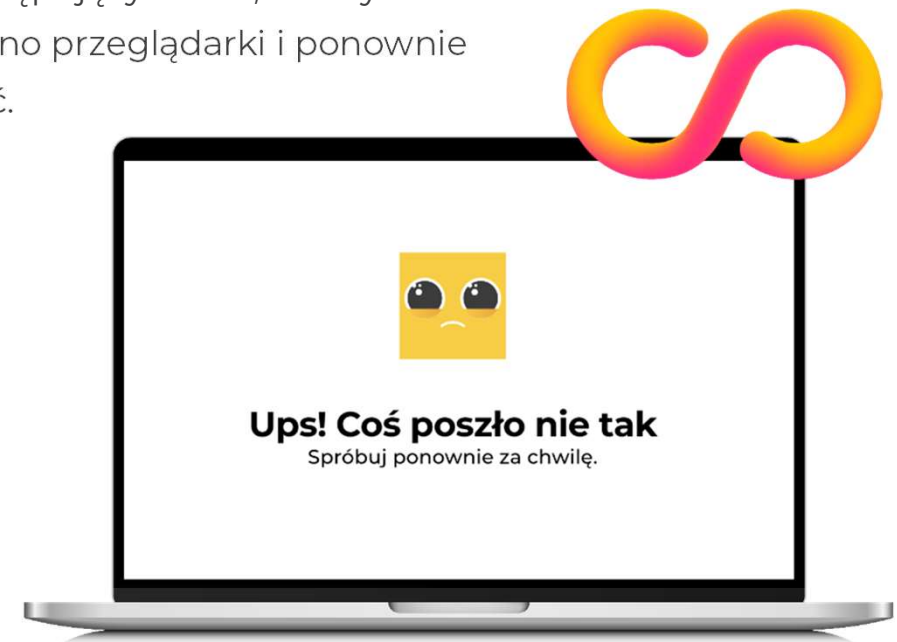 no przeglądarki i ponownie
Ups! Coś poszło nie tak
Spróbuj ponownie za chwilę.